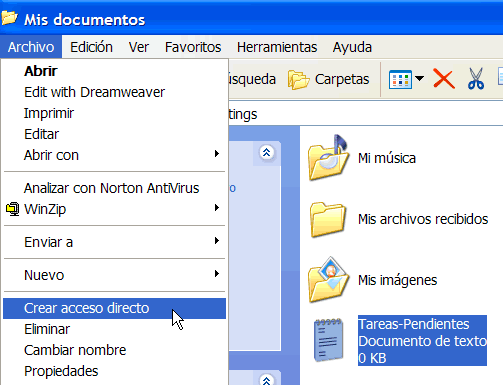 Mis documentos
Archivo Edición Ver Favoritos Herramientas Ayuda
Abrir
Edit with Dreamweaver
Imprimir
Editar
Abrir con
Analizar con Norton AntiVirus
WinZip
Enviar a
Nuevo
Crear acceso directo
Eliminar
Cambiar nombre
Propiedades
Carpetas
Mi música
Mis archivos recibidos
Mis imágenes
Tareas-Pendientes
Documento de texto
0 KB